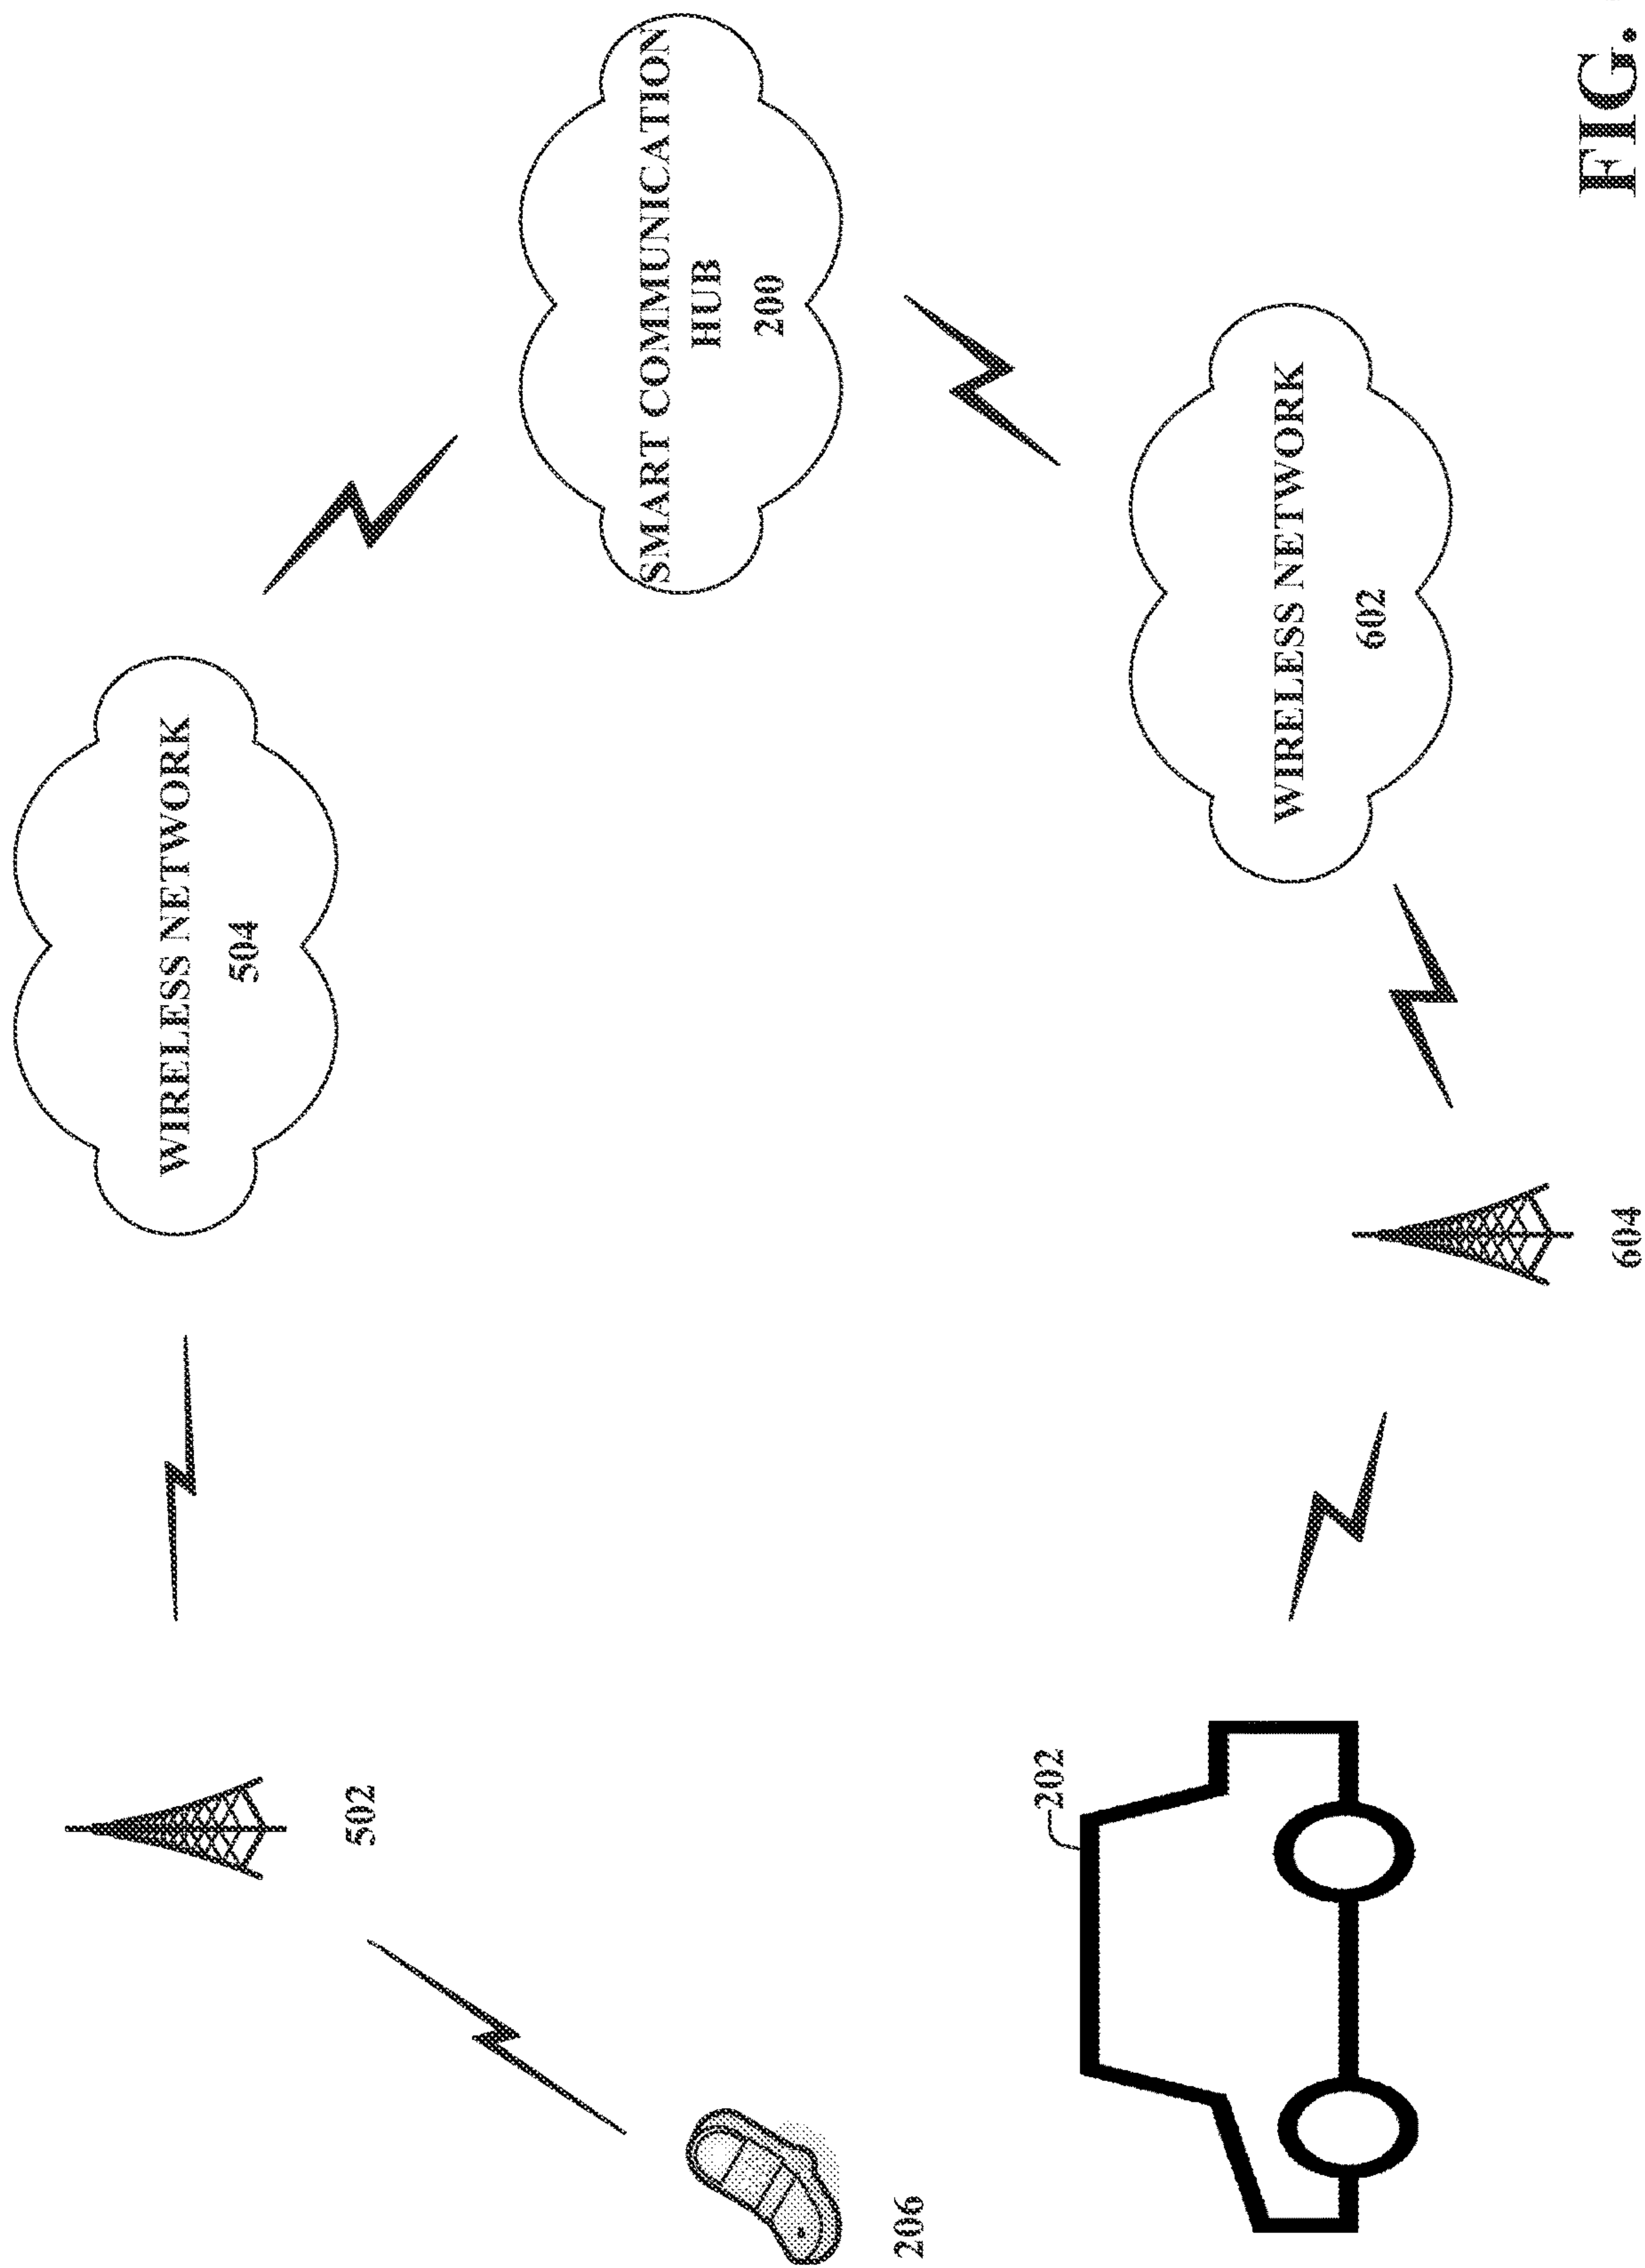 WIRELESS NETWORK
504
502
206
SMART COMMUNICATION
HUB
200
202
WIRELESS NETWORK
602
604
FIG.